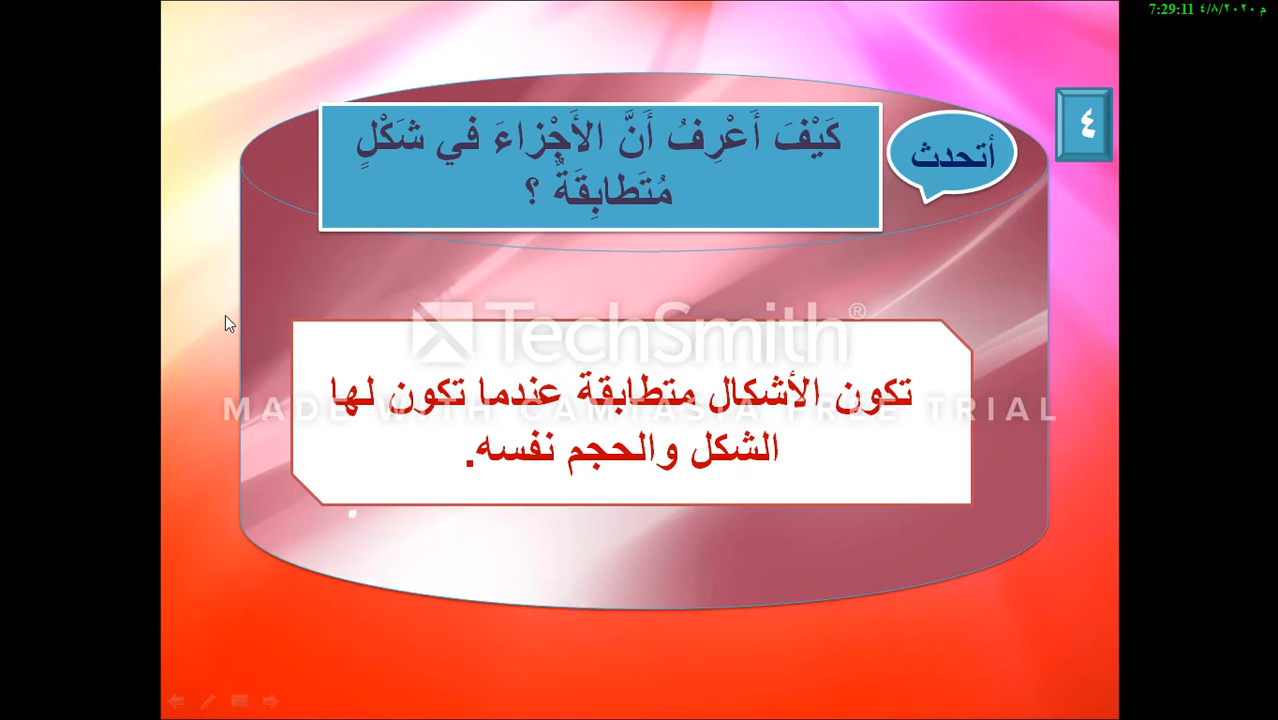 7:29:11 م ٤/٨/٢٠٢٠
٤
أتحدث
كَيْفَ أَعْرِفُ أَنَّ الأَجْزاءَ في شَكْلٍ
مُتَطابِقَةٌ ؟
TechSmith®
تكون الأشكال متطابقة عندما تكون لها
MADE WITH CAMTASIA FREE TRIAL
الشكل والحجم نفسه.